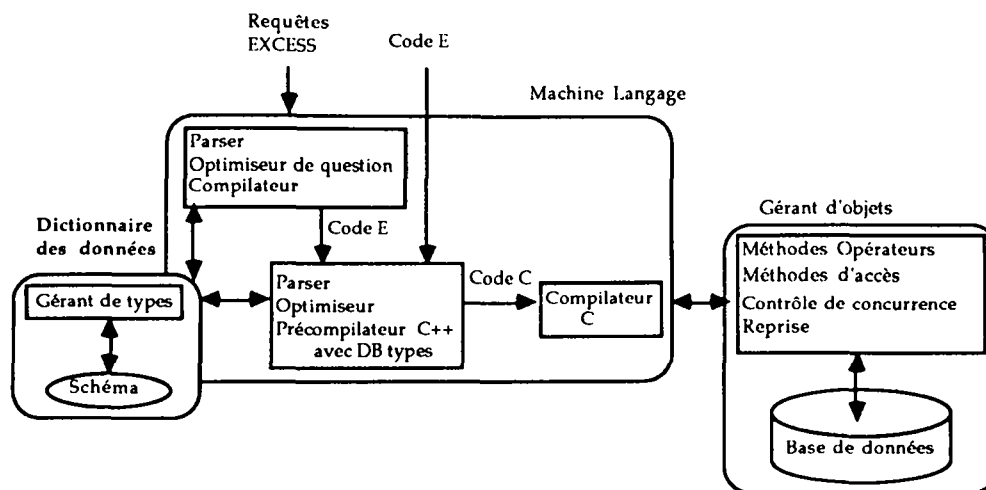 Requêtes
EXCESS
Code E
Machine Langage
Parser
Optimiseur de question
Compilateur
Dictionnaire
des données
Code E
Gérant d'objets
Gérant de types
Schéma
Parser
Optimiseur
Précompilateur C++
avec DB types
Code C
Compilateur
C
Méthodes Opérateurs
Méthodes d'accès
Contrôle de concurrence
Reprise
Base de données